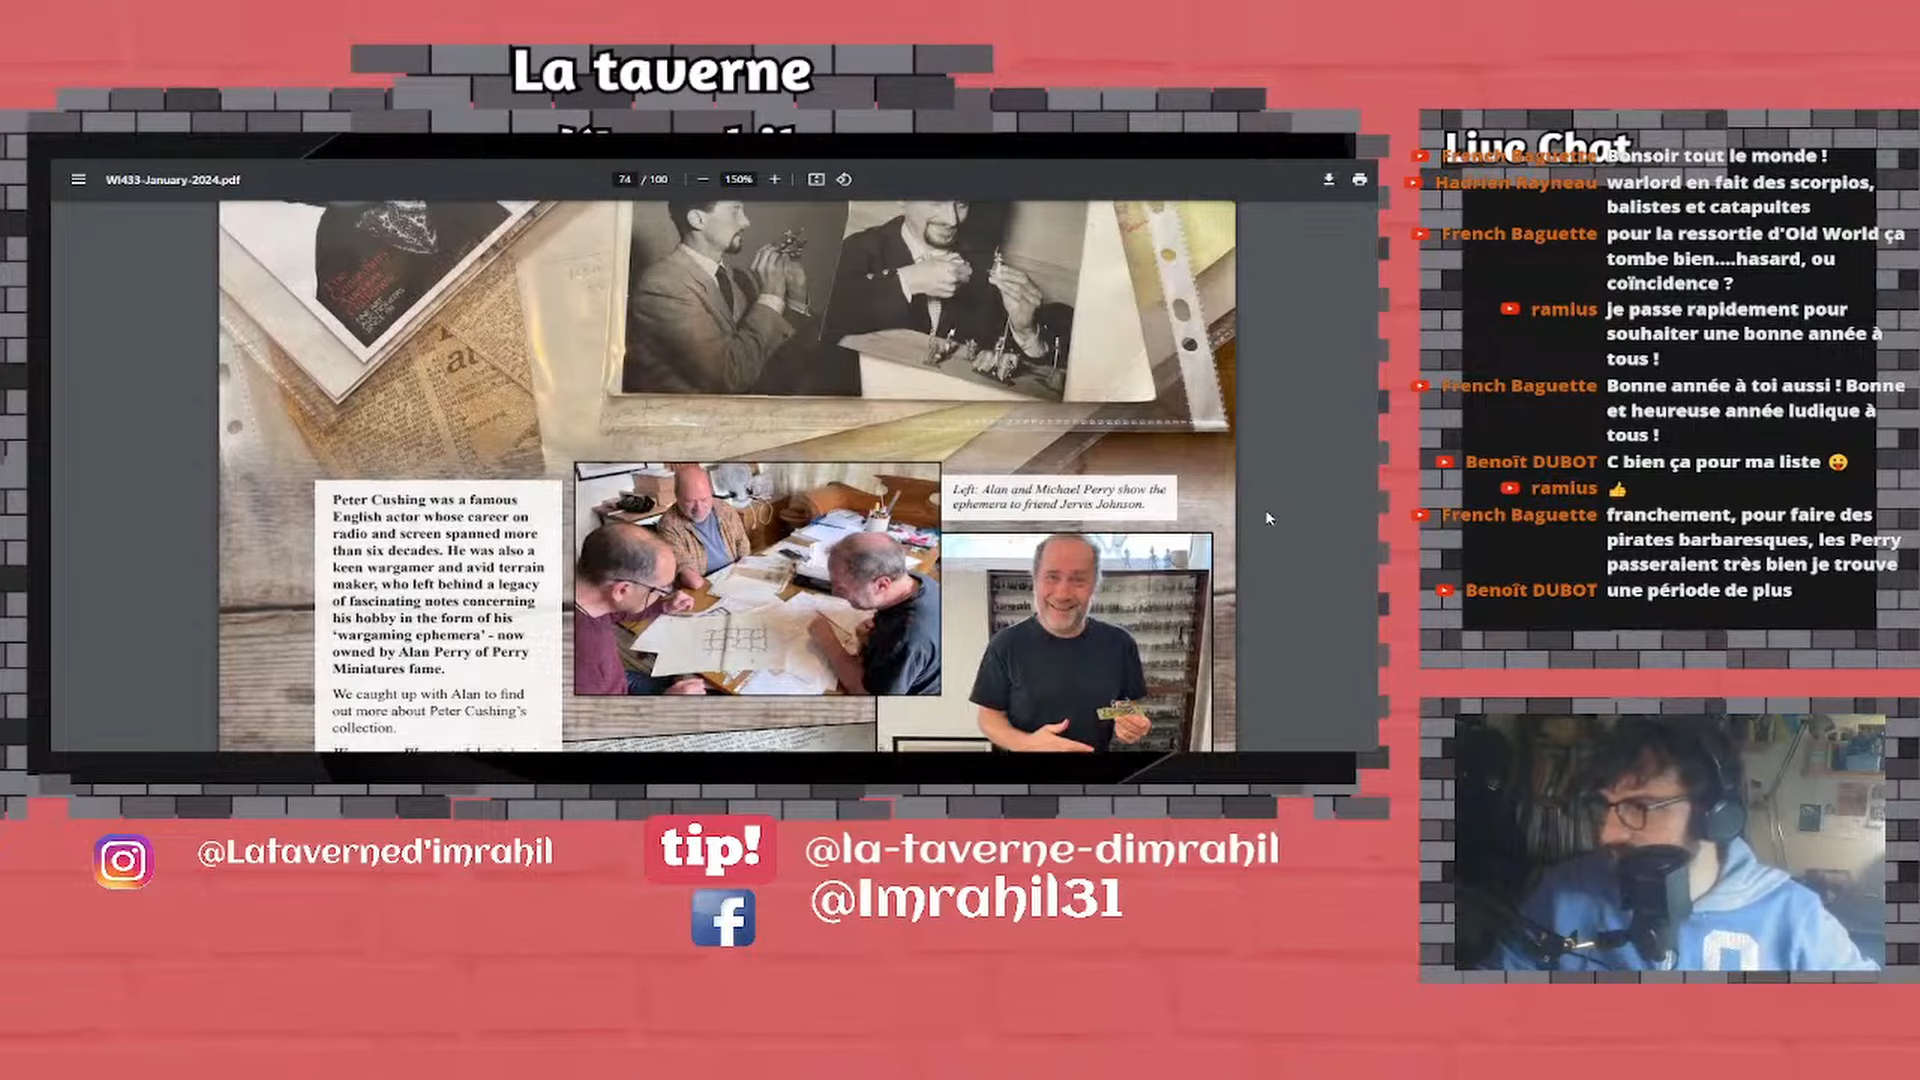 La taverne
WI433-January-2024.pdf
74 / 100
150%
Peter Cushing was a famous
English actor whose career on
radio and screen spanned more
than six decades. He was also a
keen wargamer and avid terrain
maker, who left behind a legacy
of fascinating notes concerning
his hobby in the form of his
‘wargaming ephemera’ - now
owned by Alan Perry of Perry
Miniatures fame.
We caught up with Alan to find
out more about Peter Cushing’s
collection.
Left: Alan and Michael Perry show the
ephemera to friend Jervis Johnson.
Live Chat
French Baguette Bonsoir tout le monde !
Hadrien Rayneau warlord en fait des scorpios,
balistes et catapultes
French Baguette pour la ressortie d'Old World ça
tombe bien....hasard, ou
coïncidence ?
ramius je passe rapidement pour
souhaiter une bonne année à
tous !
French Baguette Bonne année à toi aussi ! Bonne
et heureuse année ludique à
tous !
Benoît DUBOT C bien ça pour ma liste 😛
ramius 👍
French Baguette franchement, pour faire des
pirates barbaresques, les Perry
passeraient très bien je trouve
Benoît DUBOT une période de plus
@Lataverned'imrahil
tip!
@la-taverne-dimrahil
f
@Imrahil31